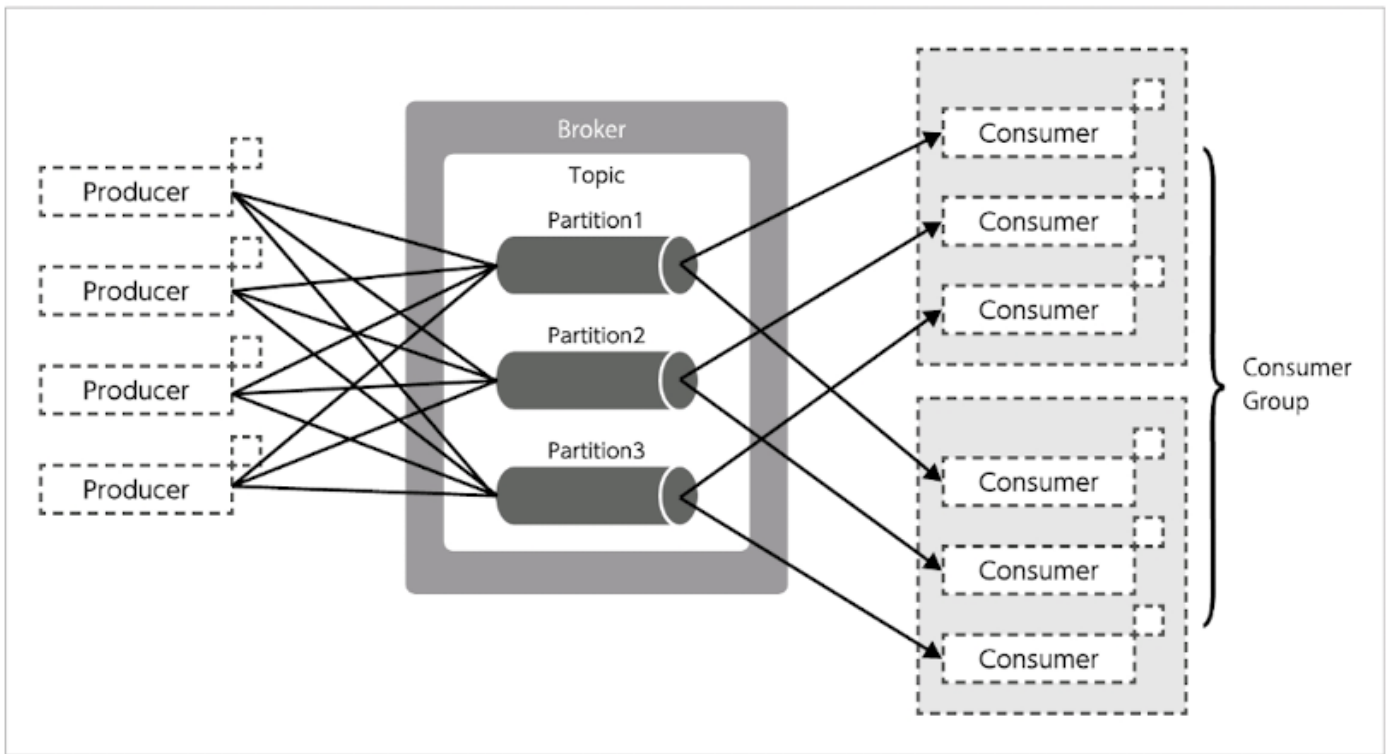 Broker
Topic
Producer
Producer
Producer
Producer
Partition1
Partition2
Partition3
Consumer
Consumer
Consumer
Consumer
Consumer
Consumer
Consumer
Group